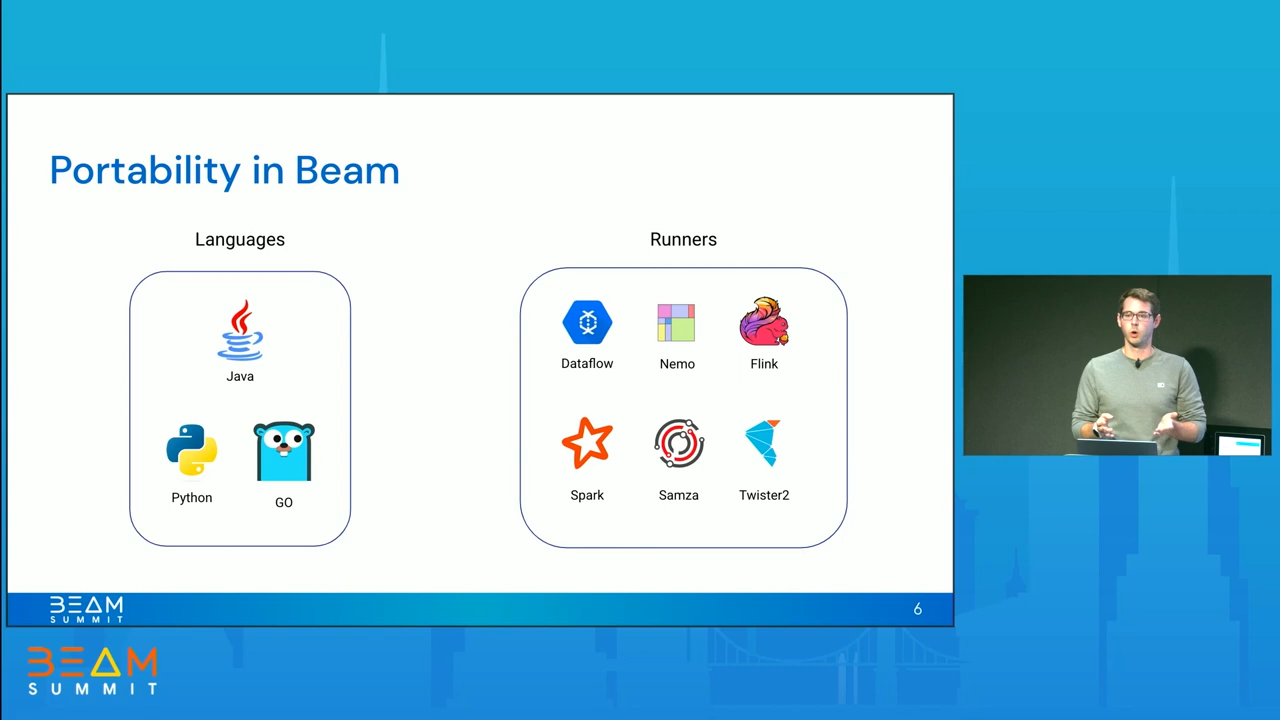 Portability in Beam
Languages
Runners
Java
Python
GO
Dataflow
Nemo
Flink
Spark
Samza
Twister2
BEAM
SUMMIT
6
BEAM
SUMMIT